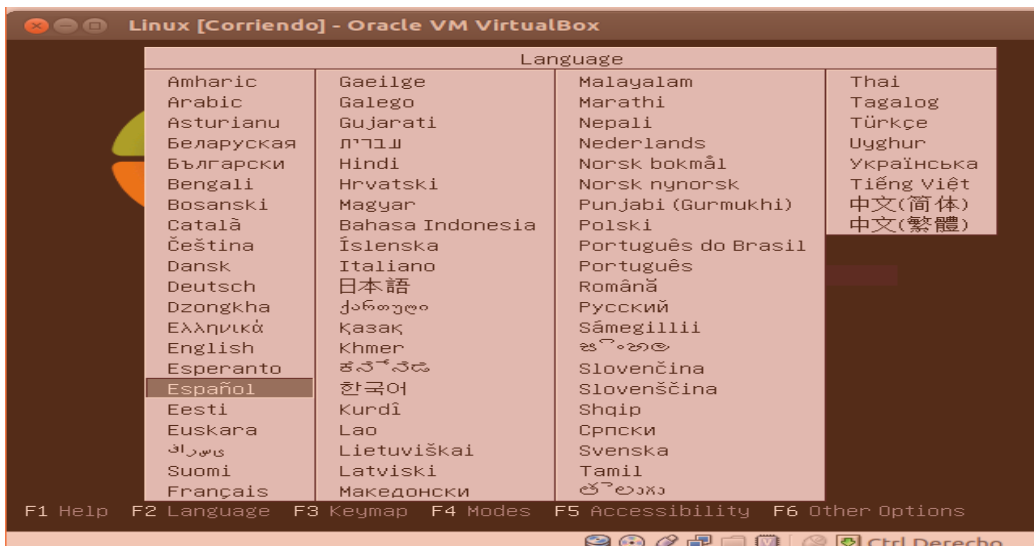 Linux [Corriendo] - Oracle VM VirtualBox
Language
Amharic
Arabic
Asturianu
Беларуская
Български
Bengali
Bosanski
Català
Čeština
Dansk
Deutsch
Dzongkha
Ελληνικά
English
Esperanto
Español
Eesti
Euskara
ﻰﺳﺭﺎﻓ
Suomi
Français
Gaeilge
Galego
Gujarati
עברית
Hindi
Hrvatski
Magyar
Bahasa Indonesia
Íslenska
Italiano
日本語
ქართული
Қазақ
Khmer
한국어
Kurdî
Lao
Lietuviškai
Latviski
Македонски
Malayalam
Marathi
Nepali
Nederlands
Norsk bokmål
Norsk nynorsk
Punjabi (Gurmukhi)
Polski
Português do Brasil
Português
Română
Русский
Sámegillii
Slovenčina
Slovenščina
Shqip
Српски
Svenska
Tamil
Thai
Tagalog
Türkçe
Uyghur
Українська
Tiếng Việt
中文(简体)
中文(繁體)
F1 Help F2 Language F3 Keymap F4 Modes F5 Accessibility F6 Other Options
Ctrl Derecho